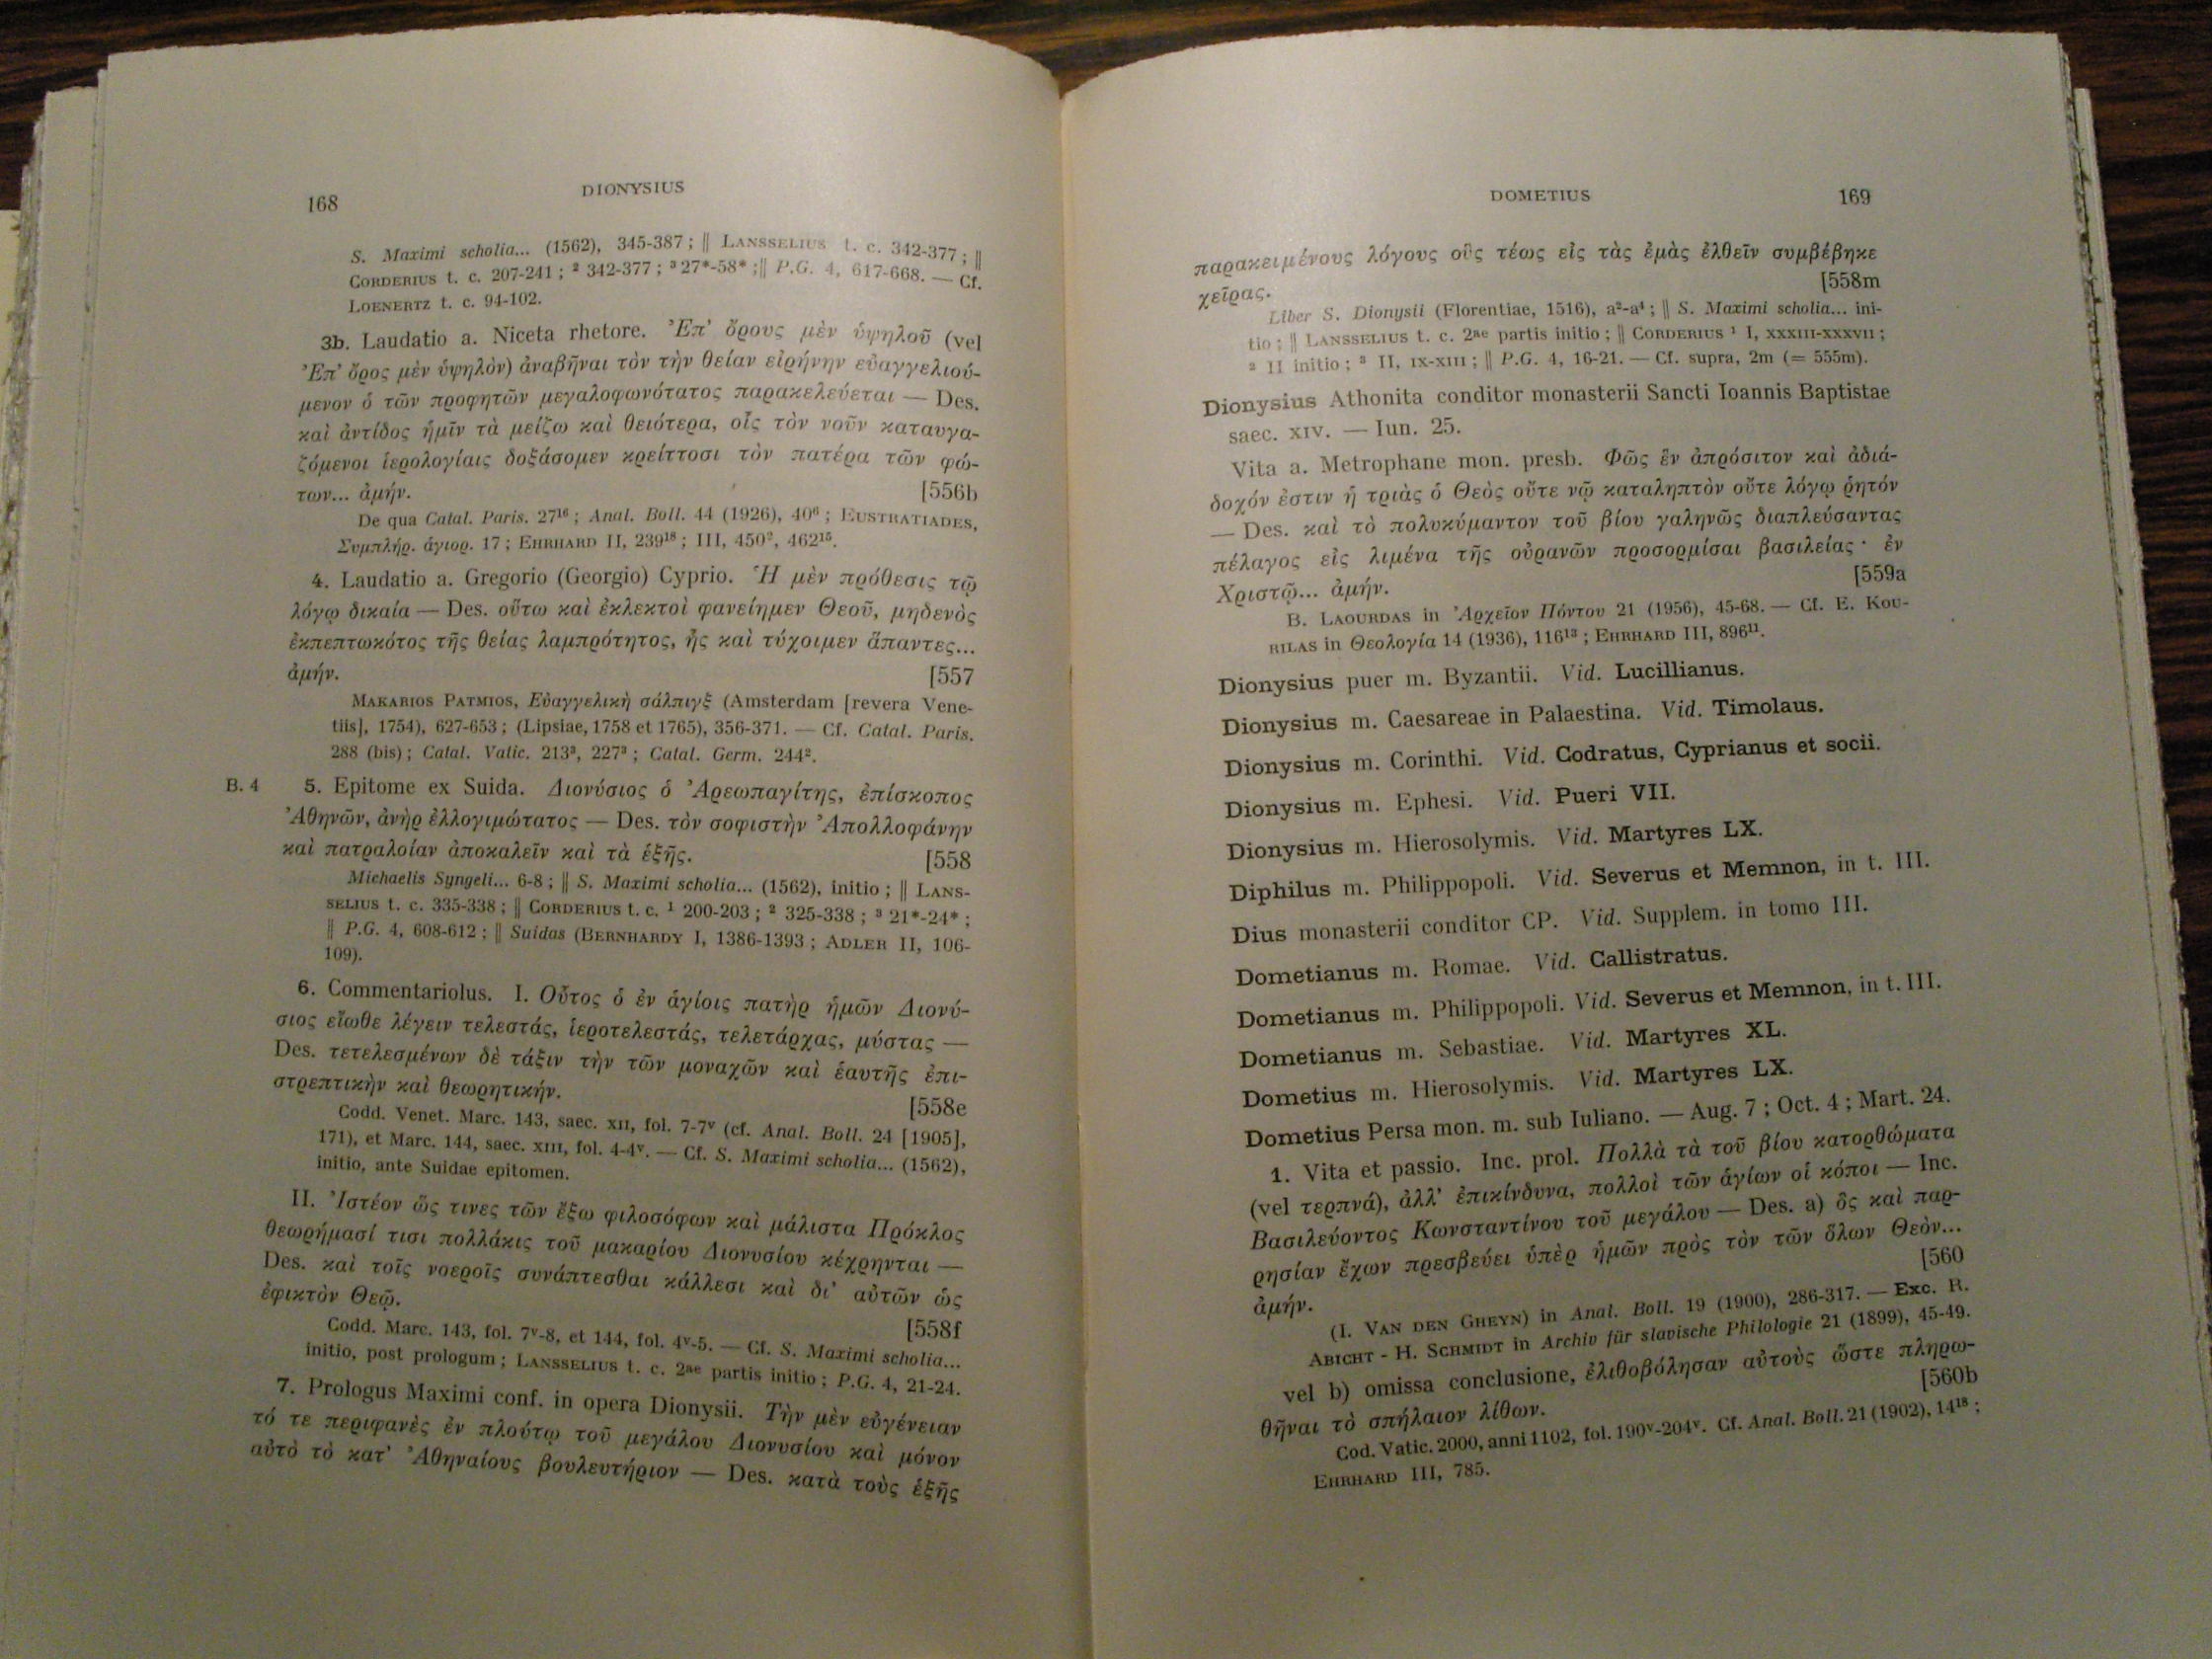 168
DIONYSIUS
S. Maximi scholia... (1562), 345-387 ; ‖ LANSSELIUS t. c. 342-377 ; ‖
CORDERIUS t. c. 207-241 ; ² 342-377 ; ³ 27*-58* ; ‖ P.G. 4, 617-668. — Cf.
LOENERTZ t. c. 94-102.
3b. Laudatio a. Niceta rhetore. Ἐπ' ὄρους μὲν ὑψηλοῦ (vel
Ἐπ' ὄρος μὲν ὑψηλὸν) ἀναβῆναι τὸν τὴν θείαν εἰρήνην εὐαγγελιού-
μενον ὁ τῶν προφητῶν μεγαλοφωνότατος παρακελεύεται — Des.
καὶ ἀντίδος ἡμῖν τὰ μείζω καὶ θειότερα, οἷς τὸν νοῦν καταυγα-
ζόμενοι ἱερολογίαις δοξάσομεν κρείττοσι τὸν πατέρα τῶν φώ-
των... ἀμήν. [556b
De qua Catal. Paris. 27¹⁶ ; Anal. Boll. 44 (1926), 40⁶ ; EUSTRATIADES,
Συμπλήρ. ἁγιορ. 17 ; EHRHARD II, 239¹⁸ ; III, 450², 462¹⁵.
4. Laudatio a. Gregorio (Georgio) Cyprio. Ἡ μὲν πρόθεσις τῷ
λόγῳ δικαία — Des. οὕτω καὶ ἐκλεκτοὶ φανείημεν Θεοῦ, μηδενὸς
ἐκπεπτωκότος τῆς θείας λαμπρότητος, ἧς καὶ τύχοιμεν ἅπαντες...
ἀμήν. [557
MAKARIOS PATMIOS, Εὐαγγελικὴ σάλπιγξ (Amsterdam [revera Vene-
tiis], 1754), 627-653 ; (Lipsiae, 1758 et 1765), 356-371. — Cf. Catal. Paris.
288 (bis) ; Catal. Vatic. 213³, 227³ ; Catal. Germ. 244².
B. 4 5. Epitome ex Suida. Διονύσιος ὁ Ἀρεωπαγίτης, ἐπίσκοπος
Ἀθηνῶν, ἀνὴρ ἐλλογιμώτατος — Des. τὸν σοφιστὴν Ἀπολλοφάνην
καὶ πατραλοίαν ἀποκαλεῖν καὶ τὰ ἑξῆς. [558
Michaelis Syngeli... 6-8 ; ‖ S. Maximi scholia... (1562), initio ; ‖ LANS-
SELIUS t. c. 335-338 ; ‖ CORDERIUS t. c. ¹ 200-203 ; ² 325-338 ; ³ 21*-24* ;
‖ P.G. 4, 608-612 ; ‖ Suidas (BERNHARDY I, 1386-1393 ; ADLER II, 106-
109).
6. Commentariolus. I. Οὗτος ὁ ἐν ἁγίοις πατὴρ ἡμῶν Διονύ-
σιος εἴωθε λέγειν τελεστάς, ἱεροτελεστάς, τελετάρχας, μύστας —
Des. τετελεσμένων δὲ τάξιν τὴν τῶν μοναχῶν καὶ ἑαυτῆς ἐπι-
στρεπτικὴν καὶ θεωρητικήν. [558e
Codd. Venet. Marc. 143, saec. XII, fol. 7-7ᵛ (cf. Anal. Boll. 24 [1905],
171), et Marc. 144, saec. XIII, fol. 4-4ᵛ. — Cf. S. Maximi scholia... (1562),
initio, ante Suidae epitomen.
II. Ἰστέον ὥς τινες τῶν ἔξω φιλοσόφων καὶ μάλιστα Πρόκλος
θεωρήμασί τισι πολλάκις τοῦ μακαρίου Διονυσίου κέχρηνται —
Des. καὶ τοῖς νοεροῖς συνάπτεσθαι κάλλεσι καὶ δι' αὐτῶν ὡς
ἐφικτὸν Θεῷ. [558f
Codd. Marc. 143, fol. 7ᵛ-8, et 144, fol. 4ᵛ-5. — Cf. S. Maximi scholia...
initio, post prologum ; LANSSELIUS t. c. 2ᵃᵉ partis initio ; P.G. 4, 21-24.
7. Prologus Maximi conf. in opera Dionysii. Τὴν μὲν εὐγένειαν
τό τε περιφανὲς ἐν πλούτῳ τοῦ μεγάλου Διονυσίου καὶ μόνον
αὐτὸ τὸ κατ' Ἀθηναίους βουλευτήριον — Des. κατὰ τοὺς ἑξῆς
DOMETIUS
169
παρακειμένους λόγους οὓς τέως εἰς τὰς ἐμὰς ἐλθεῖν συμβέβηκε
χεῖρας. [558m
Liber S. Dionysii (Florentiae, 1516), a²-a⁴ ; ‖ S. Maximi scholia... ini-
tio ; ‖ LANSSELIUS t. c. 2ᵃᵉ partis initio ; ‖ CORDERIUS ¹ I, XXXIII-XXXVII ;
² II initio ; ³ II, IX-XIII ; ‖ P.G. 4, 16-21. — Cf. supra, 2m (= 555m).
Dionysius Athonita conditor monasterii Sancti Ioannis Baptistae
saec. XIV. — Iun. 25.
Vita a. Metrophane mon. presb. Φῶς ἓν ἀπρόσιτον καὶ ἀδιά-
δοχόν ἐστιν ἡ τριὰς ὁ Θεὸς οὔτε νῷ καταληπτὸν οὔτε λόγῳ ῥητόν
— Des. καὶ τὸ πολυκύμαντον τοῦ βίου γαληνῶς διαπλεύσαντας
πέλαγος εἰς λιμένα τῆς οὐρανῶν προσορμίσαι βασιλείας · ἐν
Χριστῷ... ἀμήν. [559a
B. LAOURDAS in Ἀρχεῖον Πόντου 21 (1956), 45-68. — Cf. E. KOU-
RILAS in Θεολογία 14 (1936), 116¹³ ; EHRHARD III, 896¹¹.
Dionysius puer m. Byzantii. Vid. Lucillianus.
Dionysius m. Caesareae in Palaestina. Vid. Timolaus.
Dionysius m. Corinthi. Vid. Codratus, Cyprianus et socii.
Dionysius m. Ephesi. Vid. Pueri VII.
Dionysius m. Hierosolymis. Vid. Martyres LX.
Diphilus m. Philippopoli. Vid. Severus et Memnon, in t. III.
Dius monasterii conditor CP. Vid. Supplem. in tomo III.
Dometianus m. Romae. Vid. Callistratus.
Dometianus m. Philippopoli. Vid. Severus et Memnon, in t. III.
Dometianus m. Sebastiae. Vid. Martyres XL.
Dometius m. Hierosolymis. Vid. Martyres LX.
Dometius Persa mon. m. sub Iuliano. — Aug. 7 ; Oct. 4 ; Mart. 24.
1. Vita et passio. Inc. prol. Πολλὰ τὰ τοῦ βίου κατορθώματα
(vel τερπνά), ἀλλ' ἐπικίνδυνα, πολλοὶ τῶν ἁγίων οἱ κόποι — Inc.
Βασιλεύοντος Κωνσταντίνου τοῦ μεγάλου — Des. a) ὃς καὶ παρ-
ρησίαν ἔχων πρεσβεύει ὑπὲρ ἡμῶν πρὸς τὸν τῶν ὅλων Θεὸν...
ἀμήν. [560
(I. VAN DEN GHEYN) in Anal. Boll. 19 (1900), 286-317. — Exc. R.
ABICHT - H. SCHMIDT in Archiv für slavische Philologie 21 (1899), 45-49.
vel b) omissa conclusione, ἐλιθοβόλησαν αὐτοὺς ὥστε πληρω-
θῆναι τὸ σπήλαιον λίθων. [560b
Cod. Vatic. 2000, anni 1102, fol. 190ᵛ-204ᵛ. Cf. Anal. Boll. 21 (1902), 14¹⁸ ;
EHRHARD III, 785.